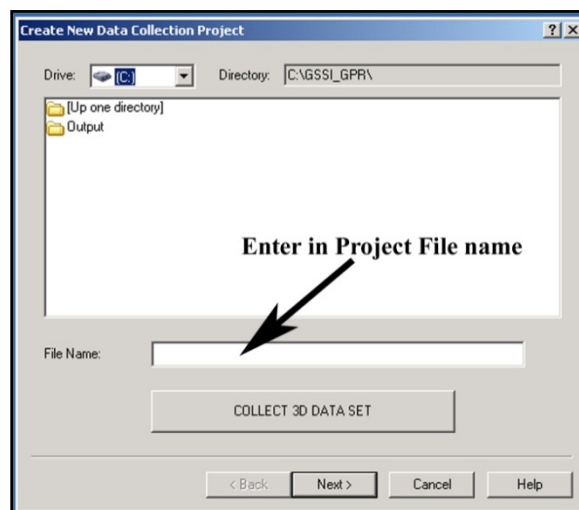 Create New Data Collection Project
Drive: (C:) Directory: C:\GSSI_GPR\
[Up one directory]
Output
Enter in Project File name
File Name:
COLLECT 3D DATA SET
< Back Next > Cancel Help